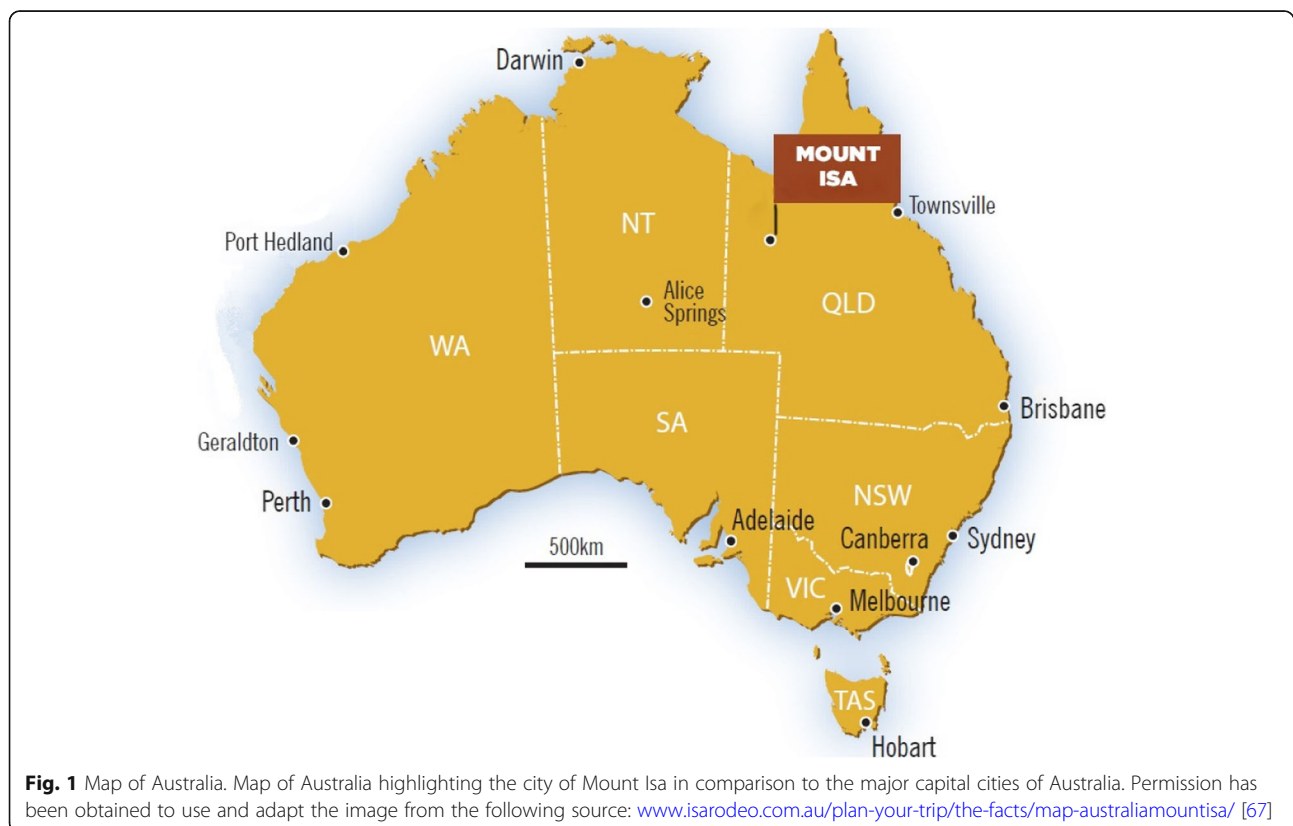 Darwin
MOUNT
ISA
Townsville
NT
Port Hedland
Alice
Springs
QLD
WA
Brisbane
SA
Geraldton
NSW
Perth
Adelaide
Canberra
Sydney
500km
VIC
Melbourne
TAS
Hobart
Fig. 1 Map of Australia. Map of Australia highlighting the city of Mount Isa in comparison to the major capital cities of Australia. Permission has
been obtained to use and adapt the image from the following source: www.isarodeo.com.au/plan-your-trip/the-facts/map-australiamountisa/ [67]